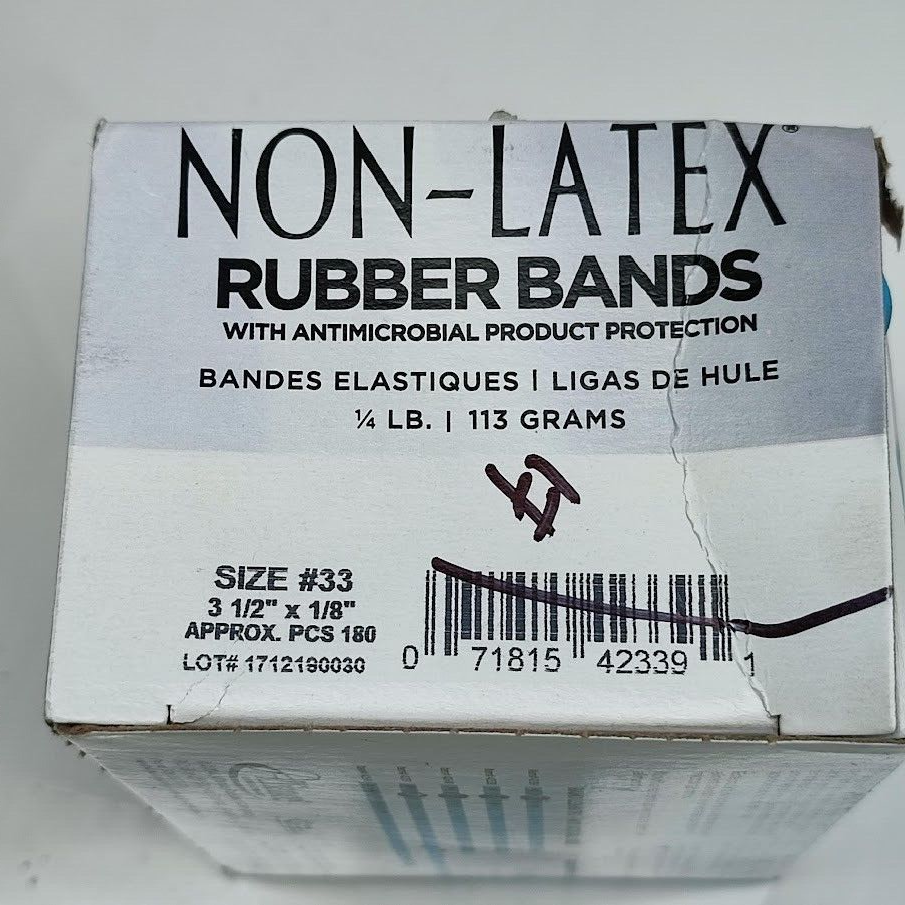 NON-LATEX®
RUBBER BANDS
WITH ANTIMICROBIAL PRODUCT PROTECTION
BANDES ELASTIQUES | LIGAS DE HULE
¼ LB. | 113 GRAMS
SIZE #33
3 1/2" x 1/8"
APPROX. PCS 180
LOT# 1712190030
0 71815 42339 1